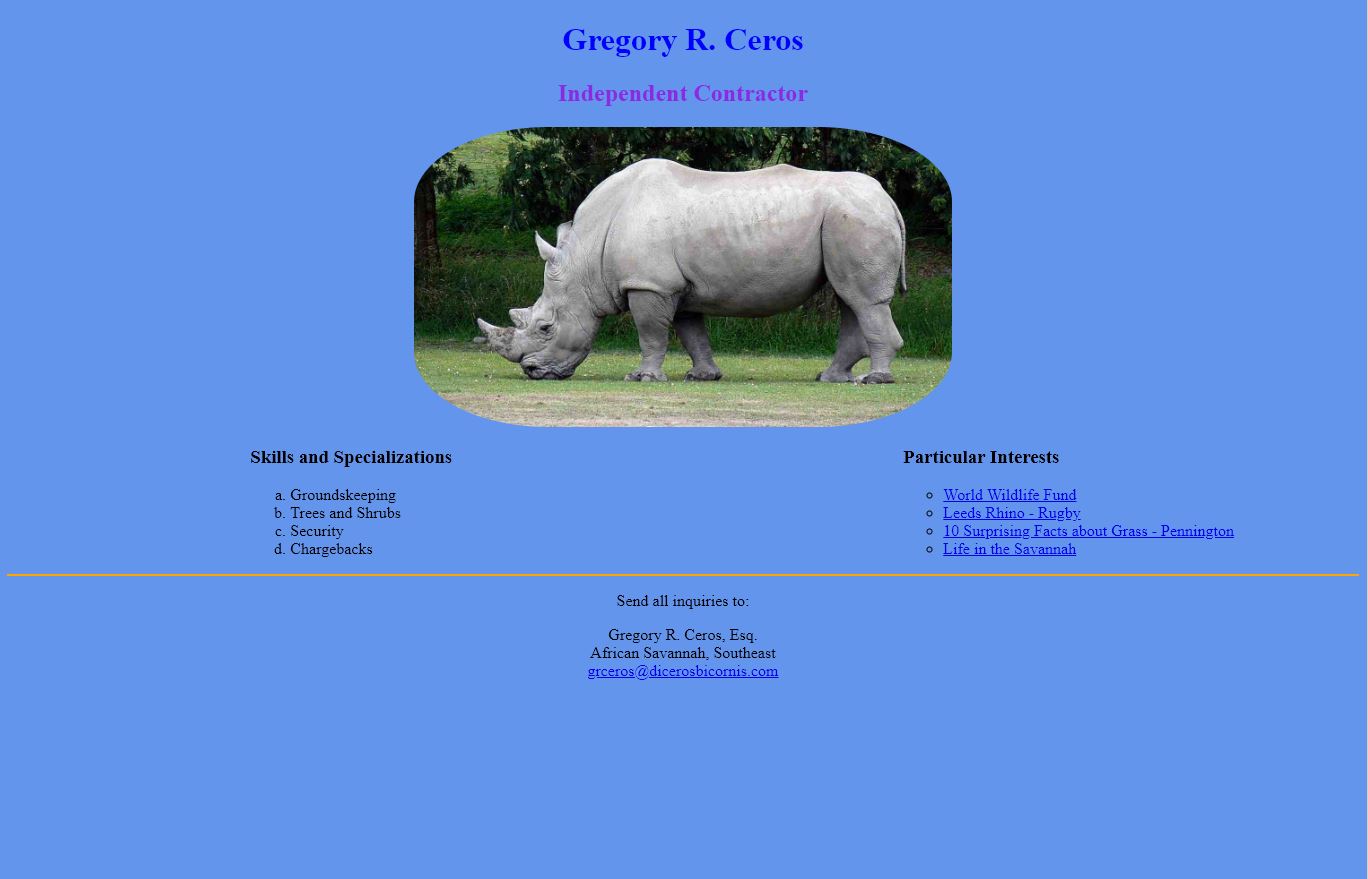 Gregory R. Ceros
Independent Contractor
Skills and Specializations
a. Groundskeeping
b. Trees and Shrubs
c. Security
d. Chargebacks
Particular Interests
World Wildlife Fund
Leeds Rhino - Rugby
10 Surprising Facts about Grass - Pennington
Life in the Savannah
Send all inquiries to:
Gregory R. Ceros, Esq.
African Savannah, Southeast
grceros@dicerosbicornis.com